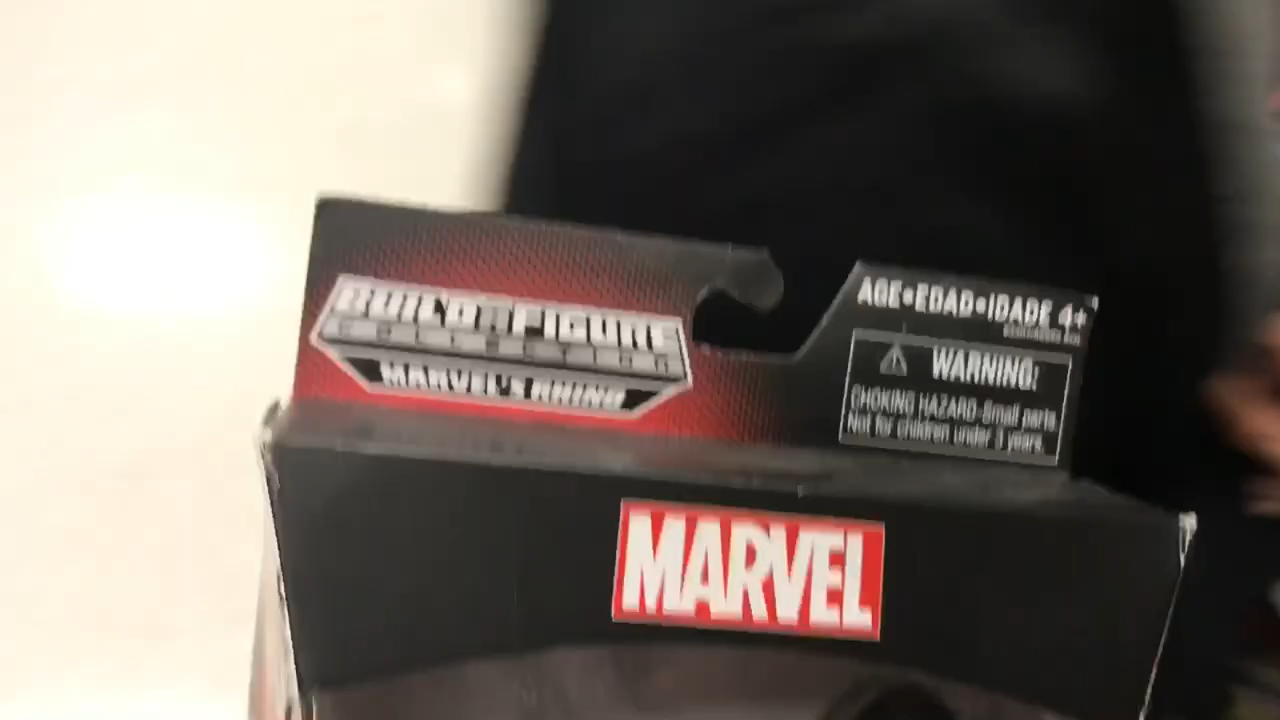 BUILD A FIGURE
COLLECTION
MARVEL'S RHINO
AGE•EDAD•IDADE 4+
WARNING:
CHOKING HAZARD-Small parts
Not for children under 3 years.
MARVEL